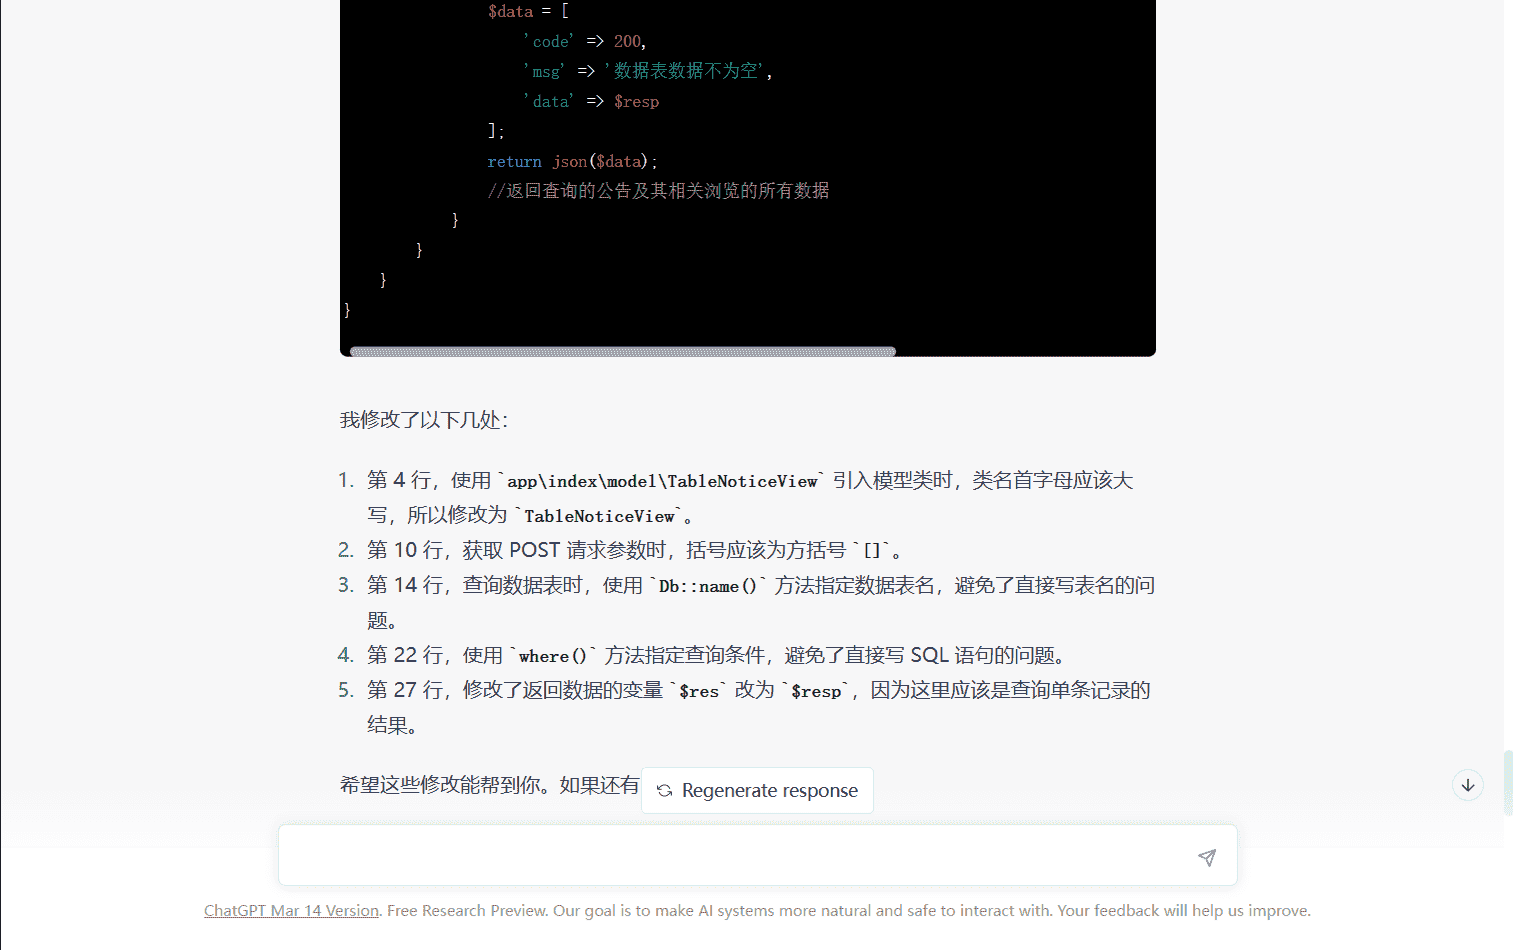 $data = [
'code' => 200,
'msg' => '数据表数据不为空',
'data' => $resp
];
return json($data);
//返回查询的公告及其相关浏览的所有数据
}
}
}
}
我修改了以下几处：
1. 第 4 行，使用 `app\index\model\TableNoticeView` 引入模型类时，类名首字母应该大
写，所以修改为 `TableNoticeView`。
2. 第 10 行，获取 POST 请求参数时，括号应该为方括号 `[]`。
3. 第 14 行，查询数据表时，使用 `Db::name()` 方法指定数据表名，避免了直接写表名的问
题。
4. 第 22 行，使用 `where()` 方法指定查询条件，避免了直接写 SQL 语句的问题。
5. 第 27 行，修改了返回数据的变量 `$res` 改为 `$resp`，因为这里应该是查询单条记录的
结果。
希望这些修改能帮到你。如果还有
Regenerate response
ChatGPT Mar 14 Version. Free Research Preview. Our goal is to make AI systems more natural and safe to interact with. Your feedback will help us improve.